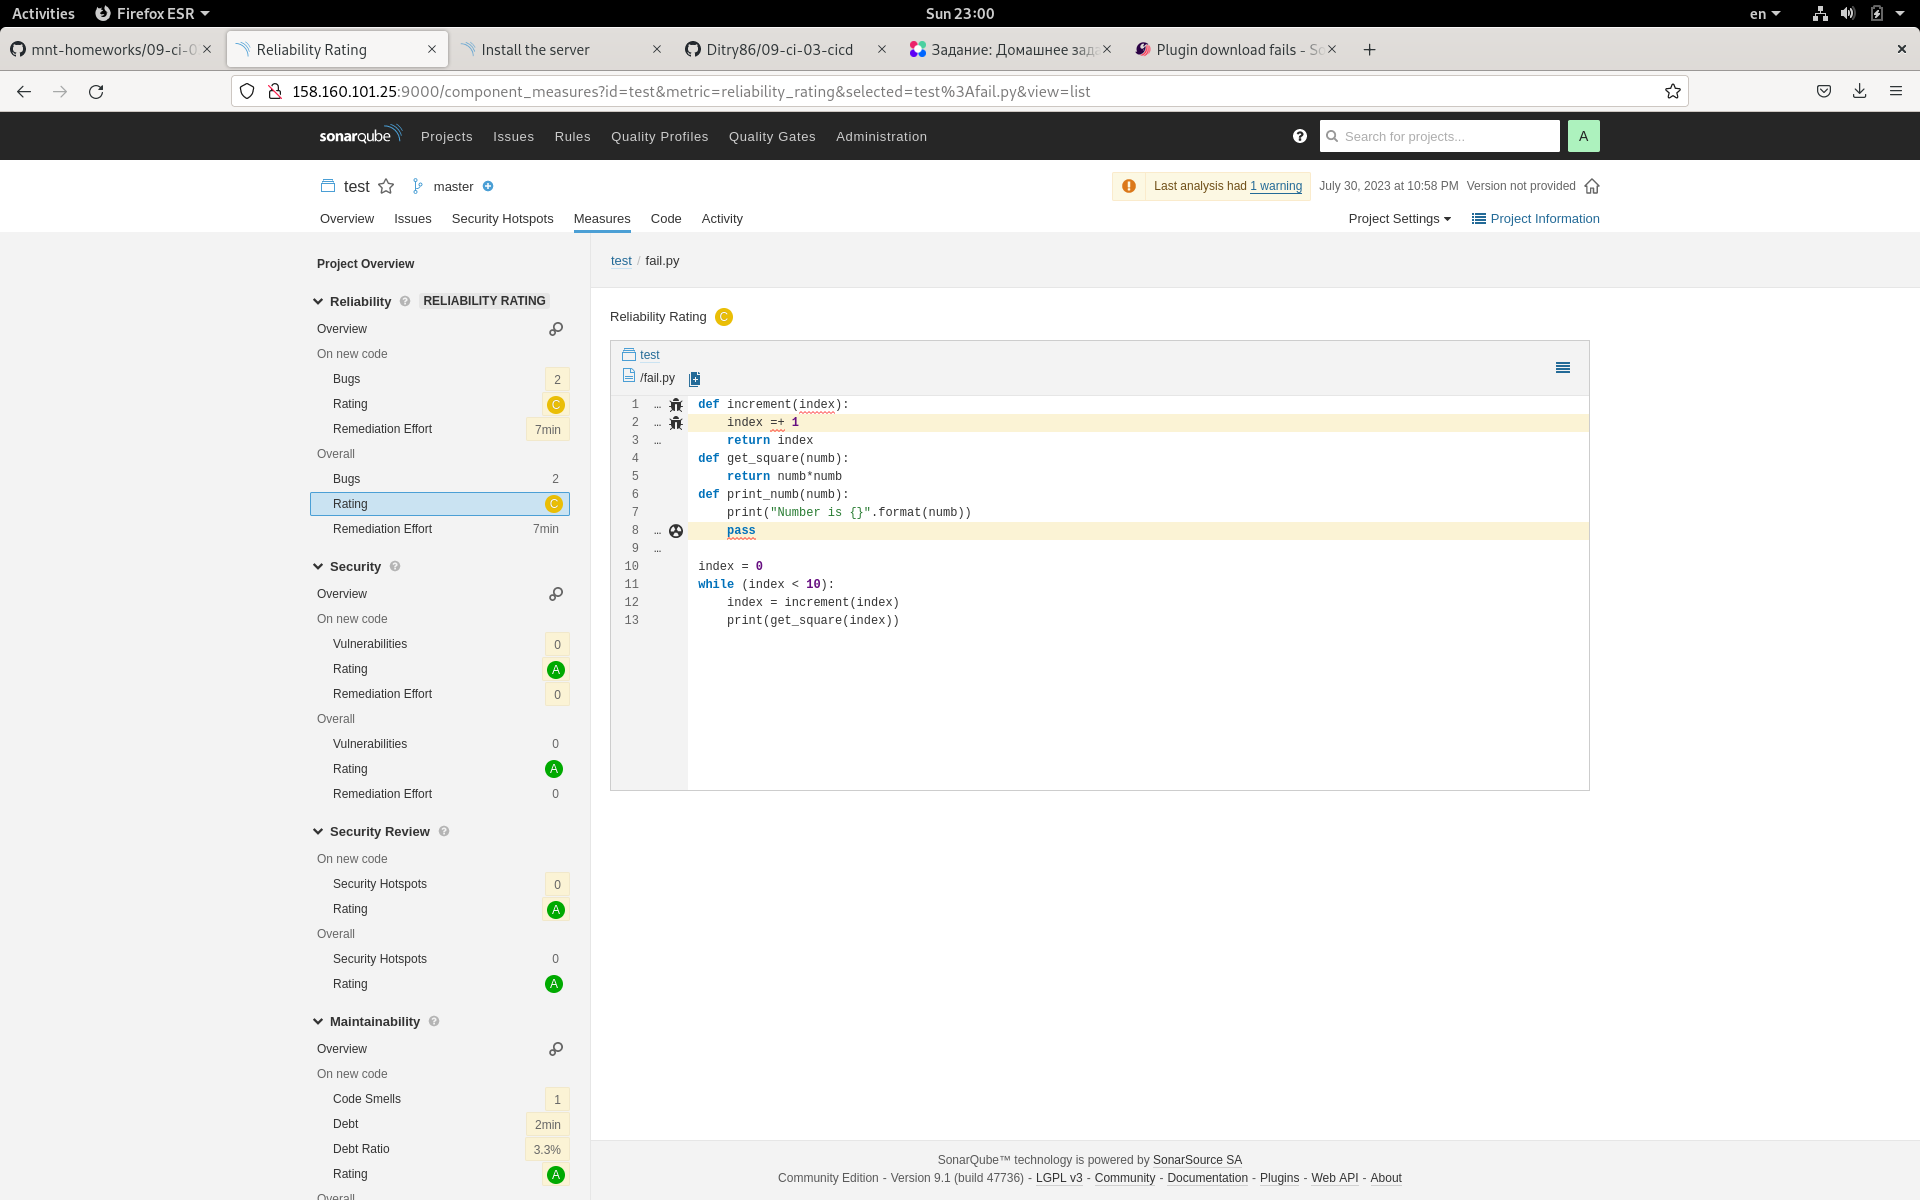 Activities Firefox ESR Sun 23:00 en
mnt-homeworks/09-ci-0 Reliability Rating Install the server Ditry86/09-ci-03-cicd Задание: Домашнее зада Plugin download fails - So
158.160.101.25:9000/component_measures?id=test&metric=reliability_rating&selected=test%3Afail.py&view=list
sonarqube Projects Issues Rules Quality Profiles Quality Gates Administration ? Search for projects... A
test master Last analysis had 1 warning July 30, 2023 at 10:58 PM Version not provided
Overview Issues Security Hotspots Measures Code Activity Project Settings Project Information
Project Overview
Reliability ? RELIABILITY RATING
Overview
On new code
Bugs 2
Rating C
Remediation Effort 7min
Overall
Bugs 2
Rating C
Remediation Effort 7min
Security ?
Overview
On new code
Vulnerabilities 0
Rating A
Remediation Effort 0
Overall
Vulnerabilities 0
Rating A
Remediation Effort 0
Security Review ?
On new code
Security Hotspots 0
Rating A
Overall
Security Hotspots 0
Rating A
Maintainability ?
Overview
On new code
Code Smells 1
Debt 2min
Debt Ratio 3.3%
Rating A
Overall
test / fail.py
Reliability Rating C
test
/fail.py
1 … def increment(index):
2 … index =+ 1
3 … return index
4 def get_square(numb):
5 return numb*numb
6 def print_numb(numb):
7 print("Number is {}".format(numb))
8 … pass
9 …
10 index = 0
11 while (index < 10):
12 index = increment(index)
13 print(get_square(index))
SonarQube™ technology is powered by SonarSource SA
Community Edition - Version 9.1 (build 47736) - LGPL v3 - Community - Documentation - Plugins - Web API - About